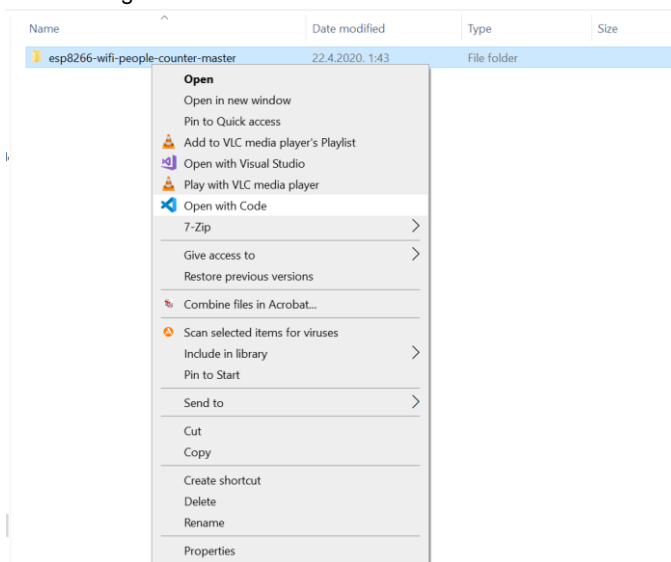 Name Date modified Type Size
esp8266-wifi-people-counter-master 22.4.2020. 1:43 File folder
Open
Open in new window
Pin to Quick access
Add to VLC media player's Playlist
Open with Visual Studio
Play with VLC media player
Open with Code
7-Zip
Give access to
Restore previous versions
Combine files in Acrobat...
Scan selected items for viruses
Include in library
Pin to Start
Send to
Cut
Copy
Create shortcut
Delete
Rename
Properties